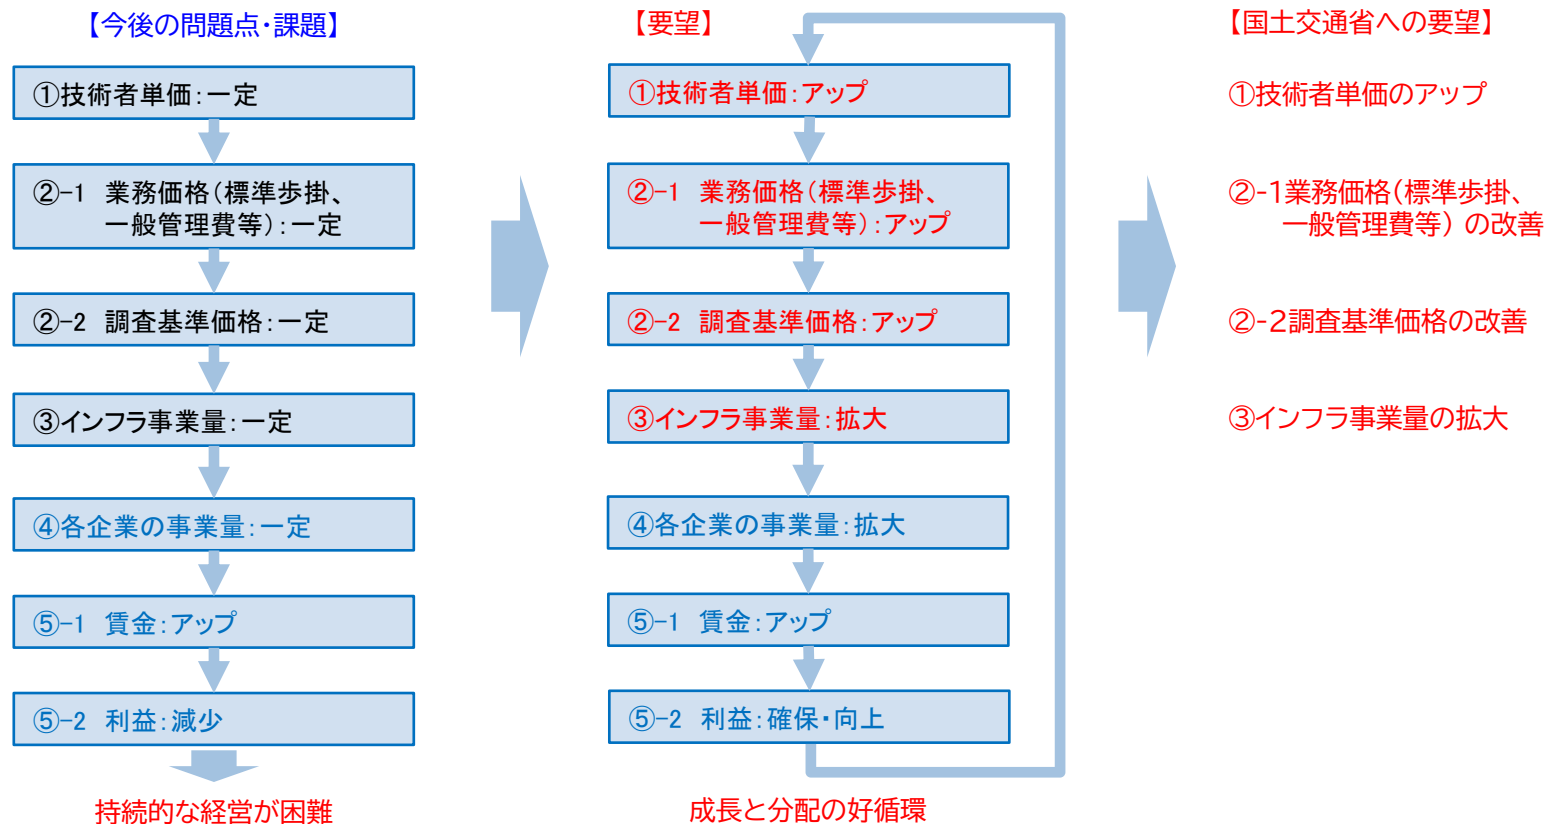 【今後の問題点・課題】
①技術者単価：一定
②-1　業務価格（標準歩掛、
一般管理費等）：一定
②-2　調査基準価格：一定
③インフラ事業量：一定
④各企業の事業量：一定
⑤-1　賃金：アップ
⑤-2　利益：減少
持続的な経営が困難
【要望】
①技術者単価：アップ
②-1　業務価格（標準歩掛、
一般管理費等）：アップ
②-2　調査基準価格：アップ
③インフラ事業量：拡大
④各企業の事業量：拡大
⑤-1　賃金：アップ
⑤-2　利益：確保・向上
成長と分配の好循環
【国土交通省への要望】
①技術者単価のアップ
②-1業務価格（標準歩掛、
一般管理費等）の改善
②-2調査基準価格の改善
③インフラ事業量の拡大